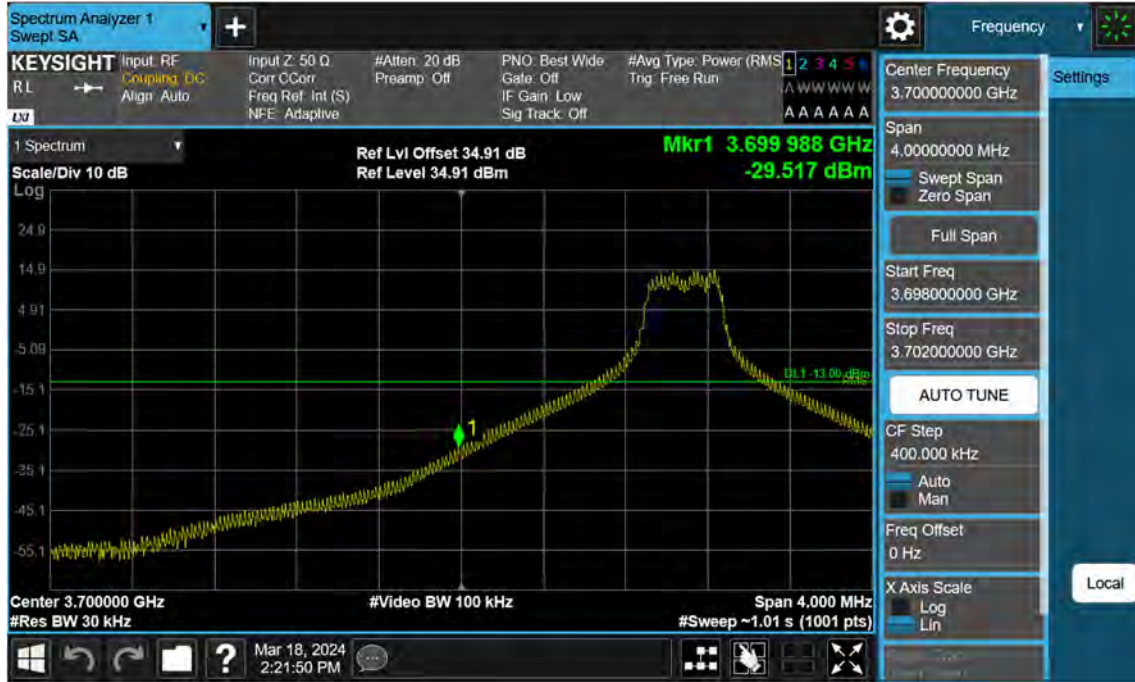 Spectrum Analyzer 1
Swept SA
Frequency
KEYSIGHT
RL
LXI
Input: RF
Coupling: DC
Align: Auto
Input Z: 50 Ω
Corr CCorr
Freq Ref: Int (S)
NFE: Adaptive
#Atten: 20 dB
Preamp: Off
PNO: Best Wide
Gate: Off
IF Gain: Low
Sig Track: Off
#Avg Type: Power (RMS
Trig: Free Run
1 2 3 4 5 6
A W W W W W
A A A A A A
1 Spectrum
Scale/Div 10 dB
Log
Ref Lvl Offset 34.91 dB
Ref Level 34.91 dBm
Mkr1 3.699 988 GHz
-29.517 dBm
24.9
14.9
4.91
-5.09
-15.1
-25.1
-35.1
-45.1
-55.1
DL1 -13.00 dBm
1
Center 3.700000 GHz
#Res BW 30 kHz
#Video BW 100 kHz
Span 4.000 MHz
#Sweep ~1.01 s (1001 pts)
Center Frequency
3.700000000 GHz
Span
4.00000000 MHz
Swept Span
Zero Span
Full Span
Start Freq
3.698000000 GHz
Stop Freq
3.702000000 GHz
AUTO TUNE
CF Step
400.000 kHz
Auto
Man
Freq Offset
0 Hz
X Axis Scale
Log
Lin
Settings
Local
?
Mar 18, 2024
2:21:50 PM